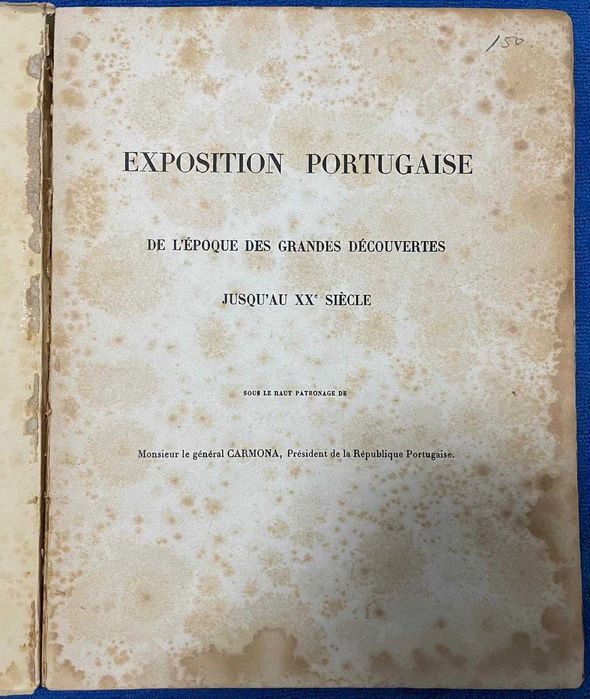 150.
EXPOSITION PORTUGAISE
DE L'ÉPOQUE DES GRANDES DÉCOUVERTES
JUSQU'AU XXe SIÈCLE
SOUS LE HAUT PATRONAGE DE
Monsieur le général CARMONA, Président de la République Portugaise.